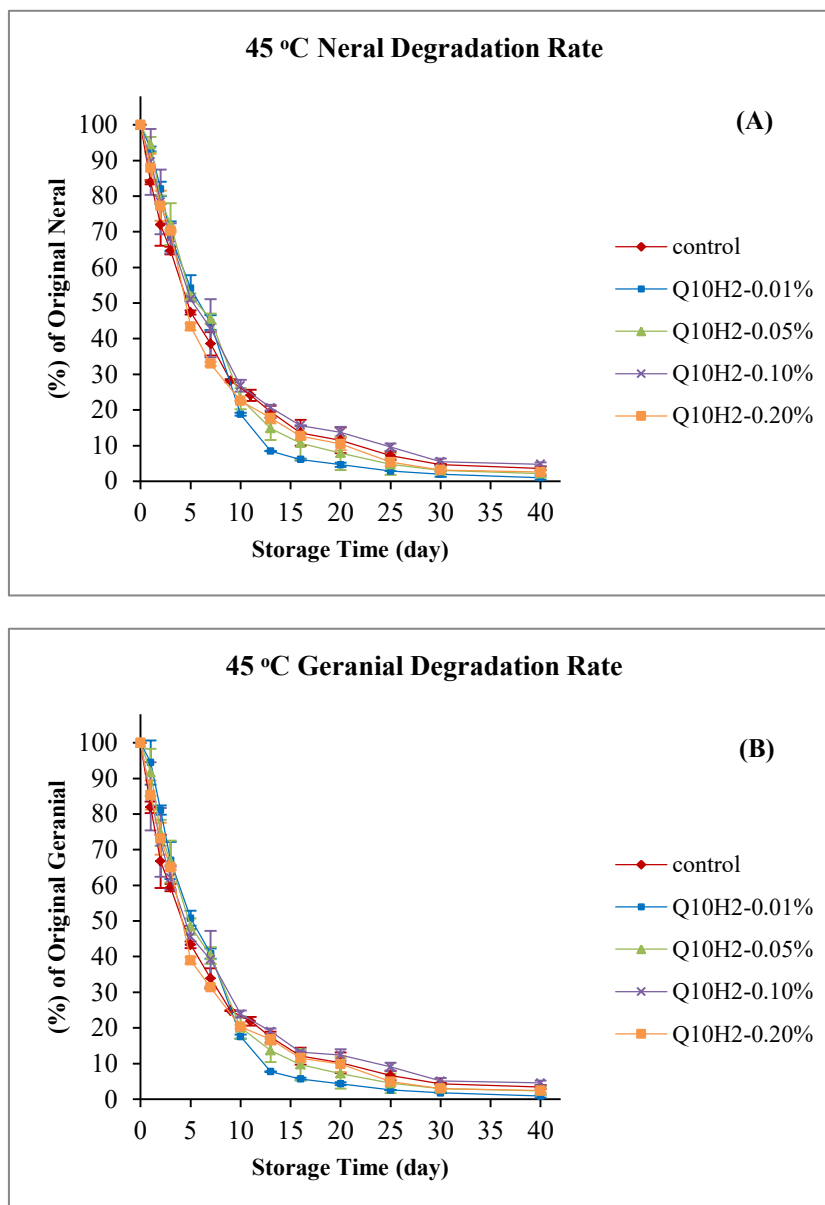 45 ᵒC Neral Degradation Rate
(A)
(%) of Original Neral
100
90
80
70
60
50
40
30
20
10
0
0 5 10 15 20 25 30 35 40
Storage Time (day)
control
Q10H2-0.01%
Q10H2-0.05%
Q10H2-0.10%
Q10H2-0.20%
45 ᵒC Geranial Degradation Rate
(B)
(%) of Original Geranial
100
90
80
70
60
50
40
30
20
10
0
0 5 10 15 20 25 30 35 40
Storage Time (day)
control
Q10H2-0.01%
Q10H2-0.05%
Q10H2-0.10%
Q10H2-0.20%